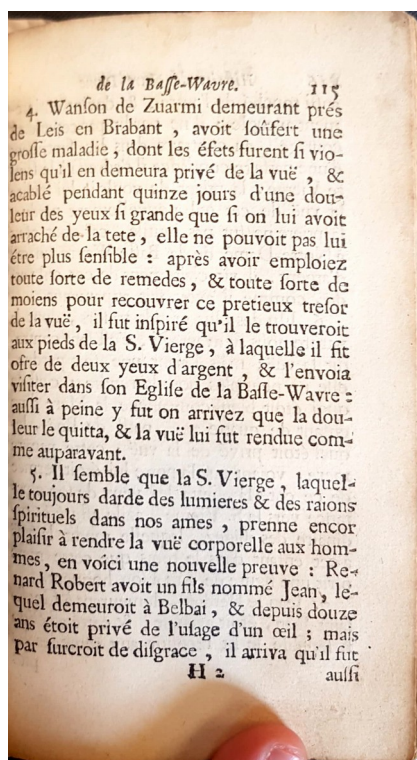 de la Baſſe-Wavre. 115
4. Wanſon de Zuarmi demeurant prés
de Leis en Brabant , avoit ſoûfert une
groſſe maladie , dont les éfets furent ſi vio-
lens qu'il en demeura privé de la vuë , &
acablé pendant quinze jours d'une dou-
leur des yeux ſi grande que ſi on lui avoit
arraché de la tete , elle ne pouvoit pas lui
étre plus ſenſible : après avoir emploiez
toute ſorte de remedes , & toute ſorte de
moiens pour recouvrer ce pretieux treſor
de la vuë , il fut inſpiré qu'il le trouveroit
aux pieds de la S. Vierge , à laquelle il fit
ofre de deux yeux d'argent , & l'envoia
viſiter dans ſon Egliſe de la Baſſe-Wavre :
auſſi à peine y fut on arrivez que la dou-
leur le quitta, & la vuë lui fut rendue com-
me auparavant.
5. Il ſemble que la S. Vierge , laquel-
le toujours darde des lumieres & des raions
ſpirituels dans nos ames , prenne encor
plaiſir à rendre la vuë corporelle aux hom-
mes , en voici une nouvelle preuve : Re-
nard Robert avoit un fils nommé Jean, le-
quel demeuroit à Belbai , & depuis douze
ans étoit privé de l'uſage d'un œil ; mais
par ſurcroit de diſgrace , il arriva qu'il fut
H 2 auſſi